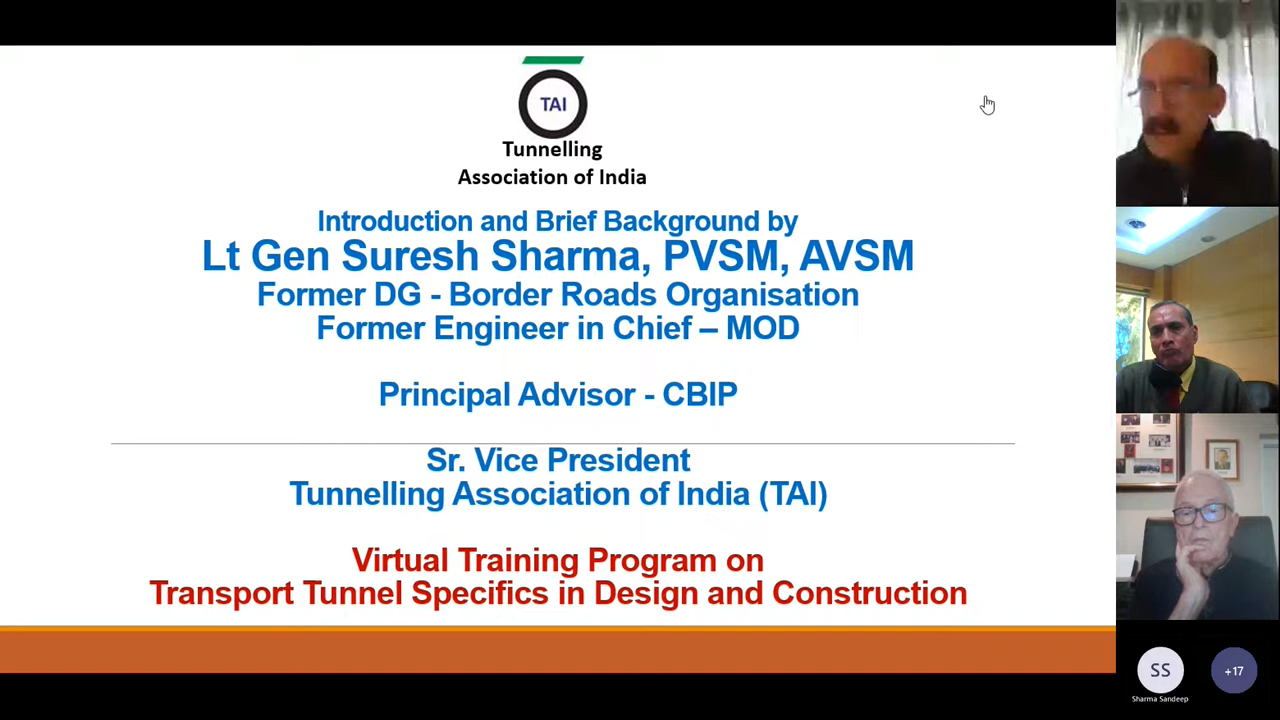 TAI
Tunnelling
Association of India
Introduction and Brief Background by
Lt Gen Suresh Sharma, PVSM, AVSM
Former DG - Border Roads Organisation
Former Engineer in Chief – MOD
Principal Advisor - CBIP
Sr. Vice President
Tunnelling Association of India (TAI)
Virtual Training Program on
Transport Tunnel Specifics in Design and Construction
SS
+17
Sharma Sandeep